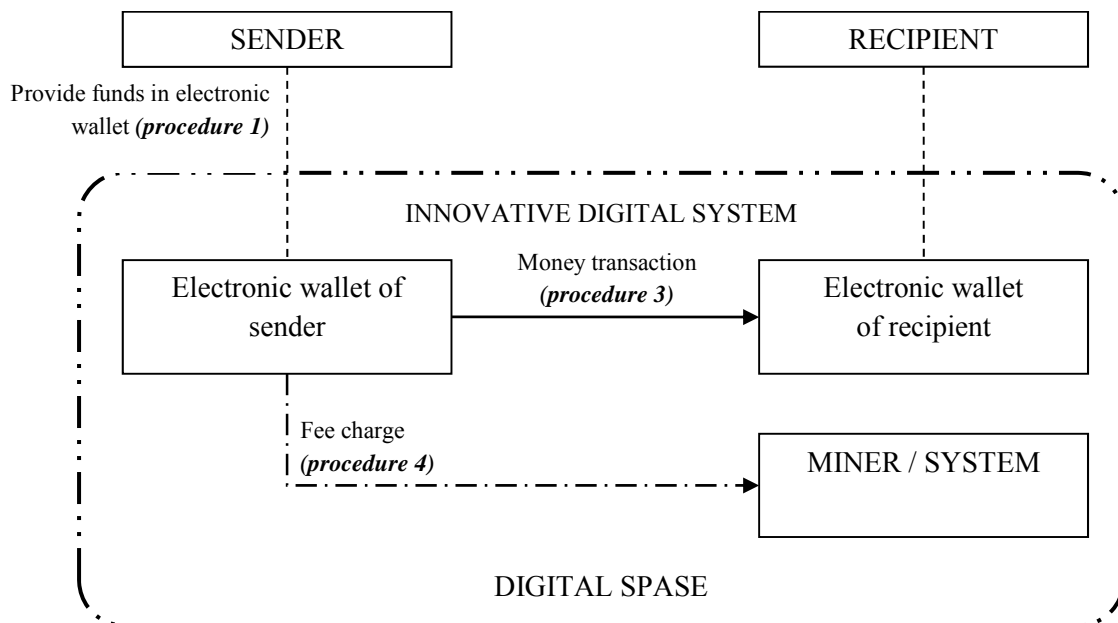 SENDER
RECIPIENT
Provide funds in electronic
wallet (procedure 1)
INNOVATIVE DIGITAL SYSTEM
Electronic wallet of
sender
Money transaction
(procedure 3)
Electronic wallet
of recipient
Fee charge
(procedure 4)
MINER / SYSTEM
DIGITAL SPASE